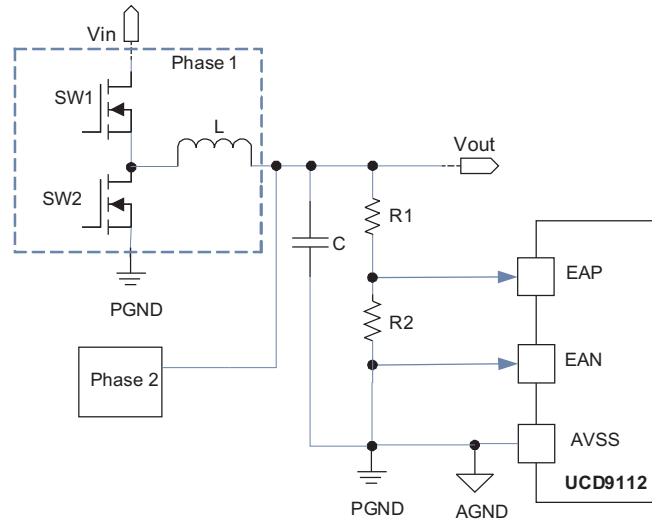 Vin
Phase 1
SW1
L
Vout
SW2
R1
C
EAP
PGND
R2
Phase 2
EAN
AVSS
UCD9112
PGND
AGND